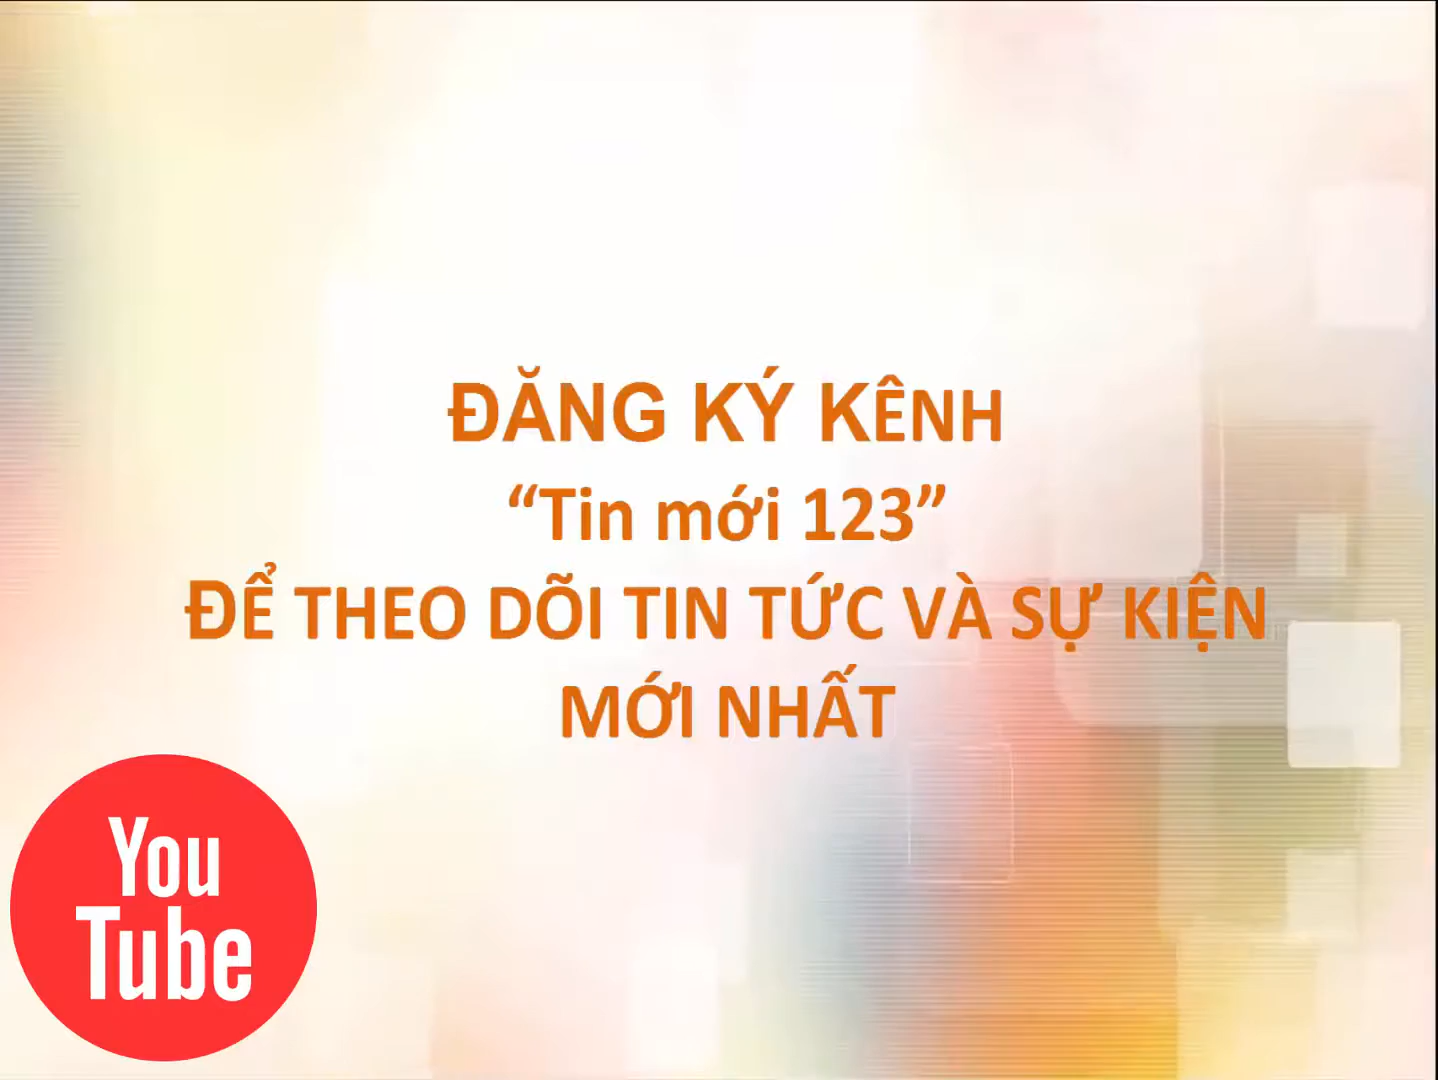 ĐĂNG KÝ KÊNH
“Tin mới 123”
ĐỂ THEO DÕI TIN TỨC VÀ SỰ KIỆN
MỚI NHẤT
You
Tube